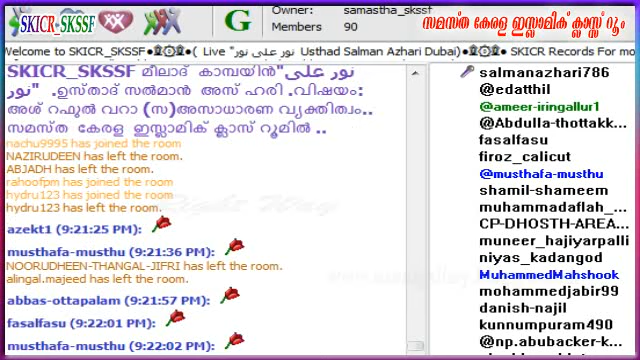 SKICR_SKSSF
G
Owner: samastha_skssf
Members 90
സമസ്ത കേരള ഇസ്ലാമിക് ക്ലാസ്സ് റൂം
Welcome to SKICR_SKSSF ( Live "نور على نور Usthad Salman Azhari Dubai) SKICR Records For mo
SKICR_SKSSF മീലാദ് കാമ്പയിൻ"نور على
نور" .ഉസ്താദ് സൽമാൻ അസ് ഹരി .വിഷയം:
അശ് റഫുൽ വറാ (സ)അസാധാരണ വ്യക്തിത്വം..
സമസ്ത കേരള ഇസ്ലാമിക് ക്ലാസ് റൂമിൽ ..
nachu9995 has joined the room
NAZIRUDEEN has left the room.
ABJADH has left the room.
rahoofpm has joined the room
hydru123 has joined the room
hydru123 has left the room.
azekt1 (9:21:25 PM):
musthafa-musthu (9:21:36 PM):
NOORUDHEEN-THANGAL-JIFRI has left the room.
alingal.majeed has left the room.
abbas-ottapalam (9:21:57 PM):
fasalfasu (9:22:01 PM):
musthafa-musthu (9:22:02 PM):
salmanazhari786
@edatthil
@ameer-iringallur1
@Abdulla-thottakk...
fasalfasu
firoz_calicut
@musthafa-musthu
shamil-shameem
muhammadaflah_...
CP-DHOSTH-AREA...
muneer_hajiyarpalli
niyas_kadangod
MuhammedMahshook
mohammedjabir99
danish-najil
kunnumpuram490
@np.abubacker-k...